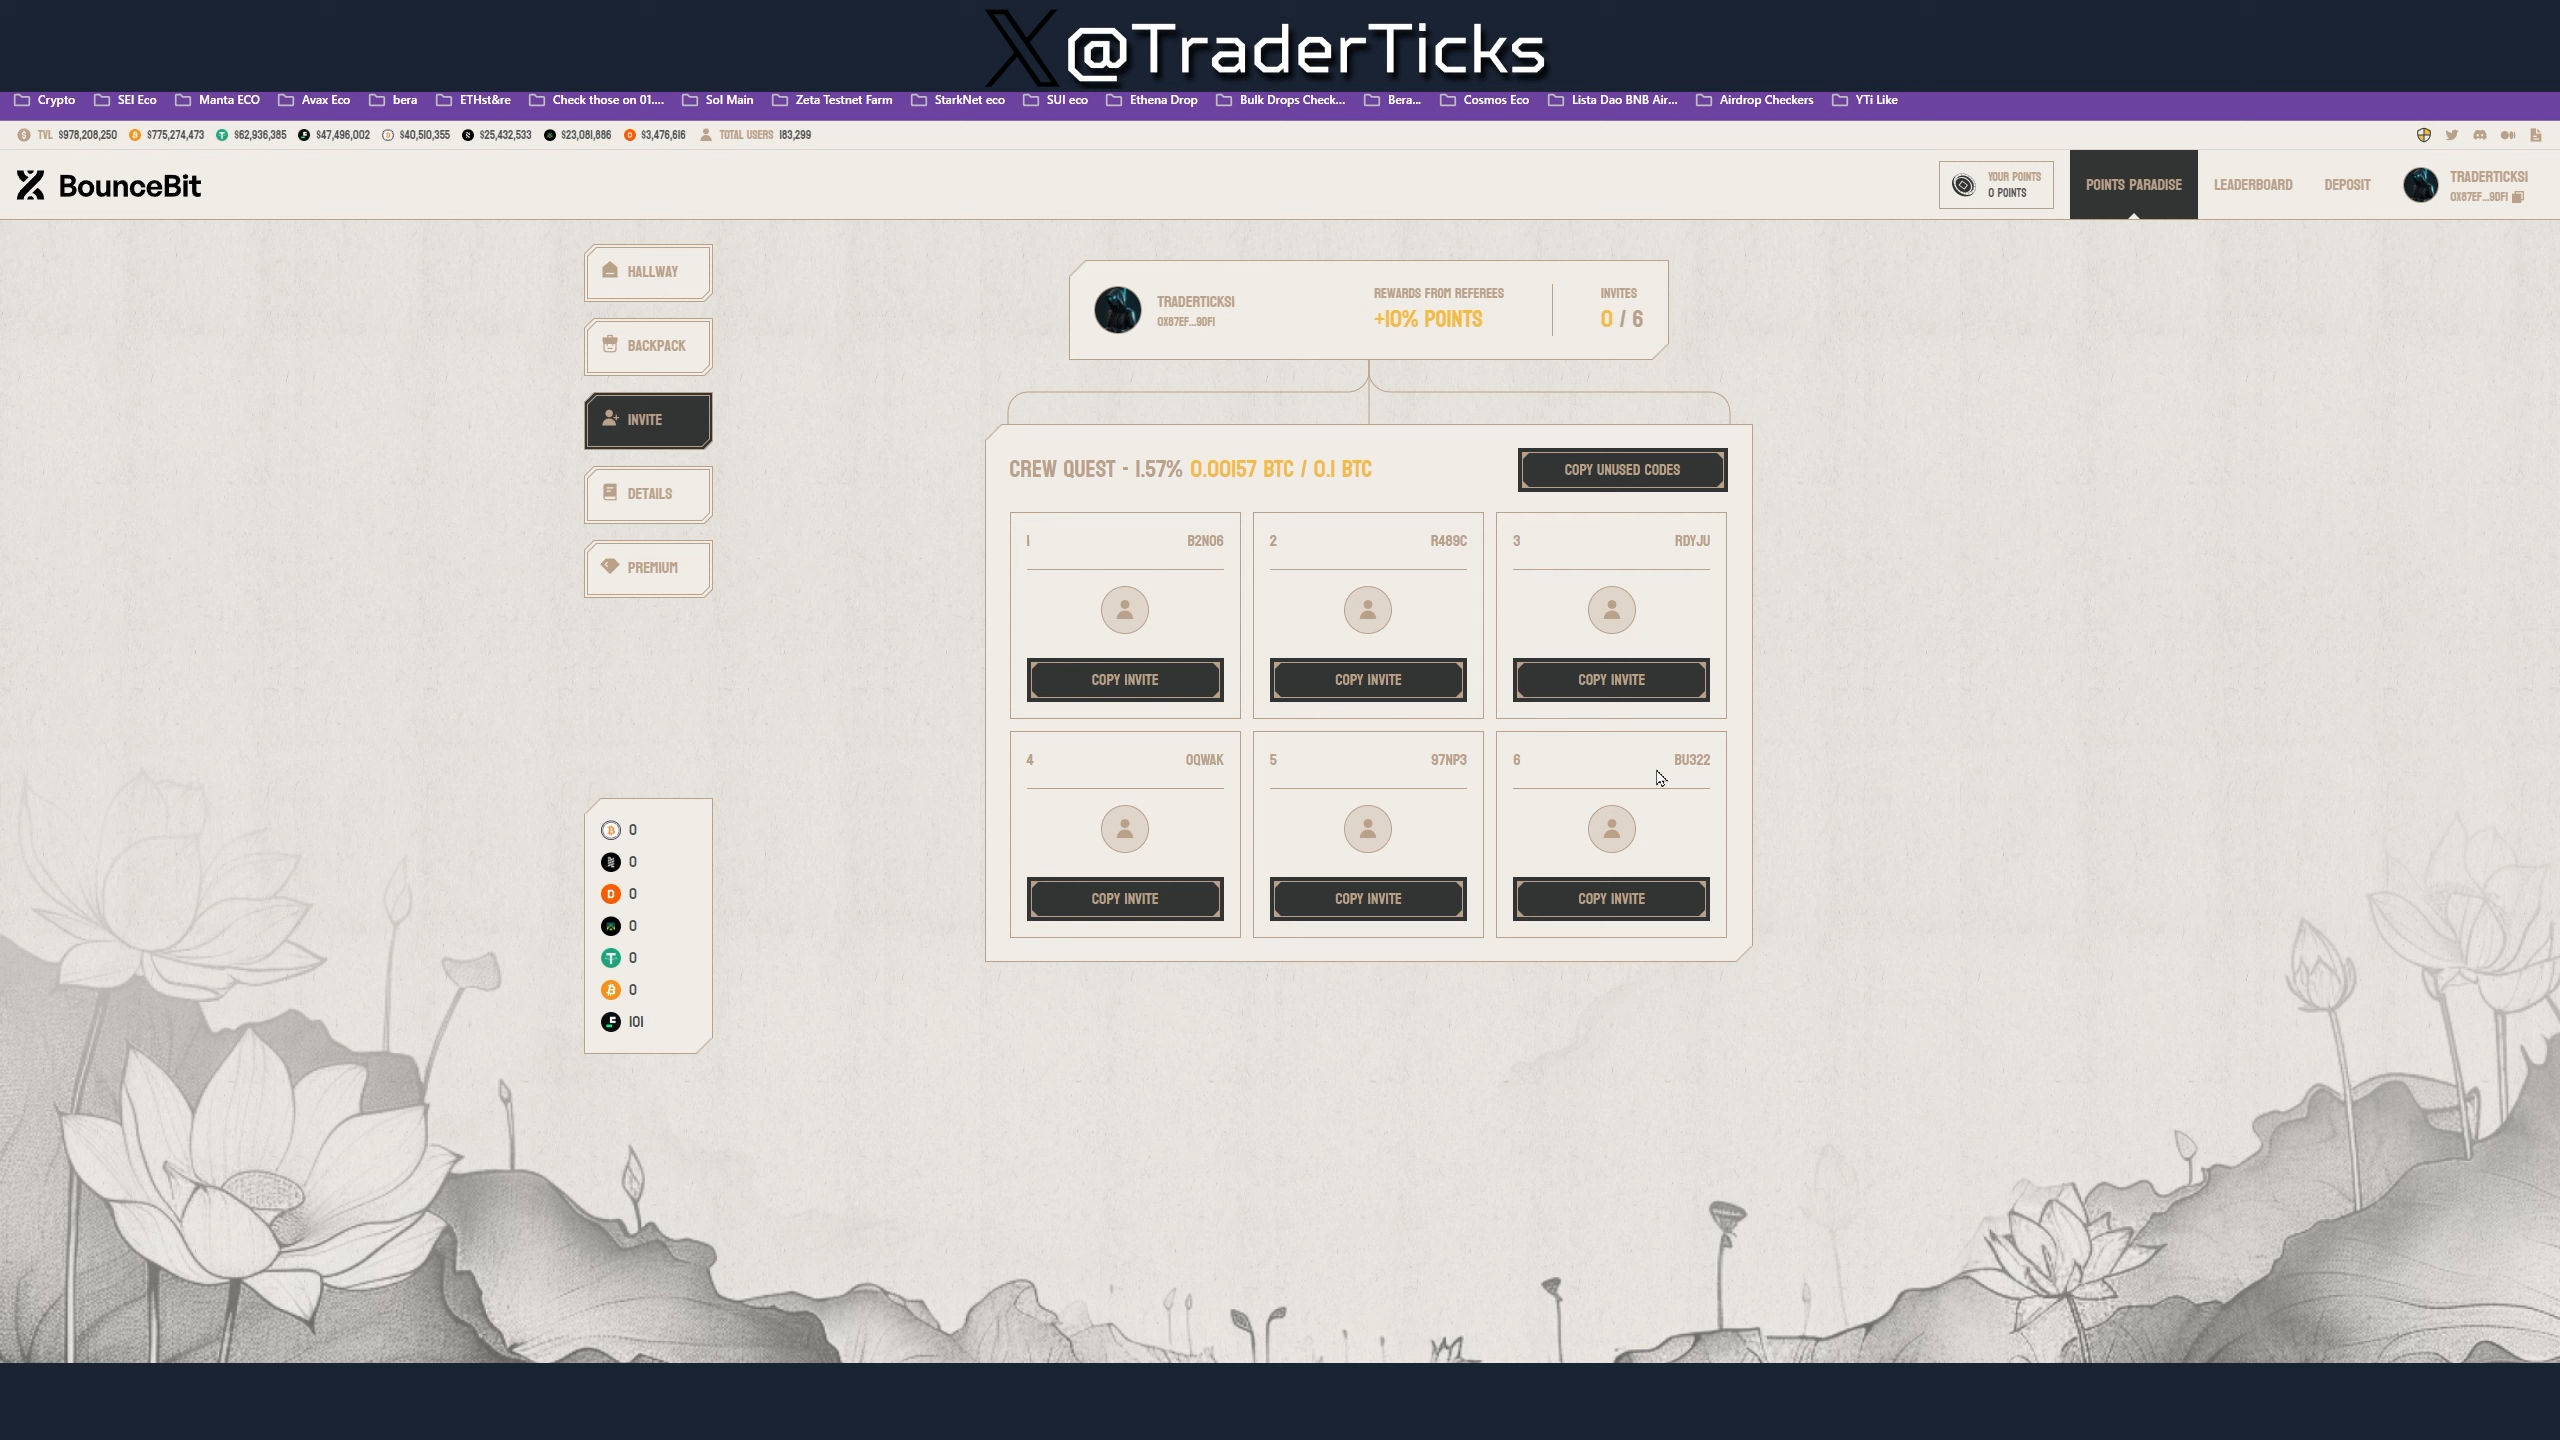 @TraderTicks
Crypto SEI Eco Manta ECO Avax Eco bera ETHst&re Check those on 01.... Sol Main Zeta Testnet Farm StarkNet eco SUI eco Ethena Drop Bulk Drops Check... Bera... Cosmos Eco Lista Dao BNB Air... Airdrop Checkers YTi Like
TVL $978,208,250 $775,274,473 $62,936,385 $47,496,002 $40,510,355 $25,432,533 $23,081,886 $3,476,616 TOTAL USERS 183,299
BounceBit
YOUR POINTS
0 POINTS
POINTS PARADISE LEADERBOARD DEPOSIT
TRADERTICKS1
0X87EF...9DF1
HALLWAY
BACKPACK
INVITE
DETAILS
PREMIUM
TRADERTICKS1
0X87EF...9DF1
REWARDS FROM REFEREES
+10% POINTS
INVITES
0 / 6
CREW QUEST - 1.57% 0.00157 BTC / 0.1 BTC
COPY UNUSED CODES
1 B2N06
2 R489C
3 RDYJU
COPY INVITE COPY INVITE COPY INVITE
4 OQWAK
5 97NP3
6 BU322
COPY INVITE COPY INVITE COPY INVITE
0
0
0
0
0
0
101